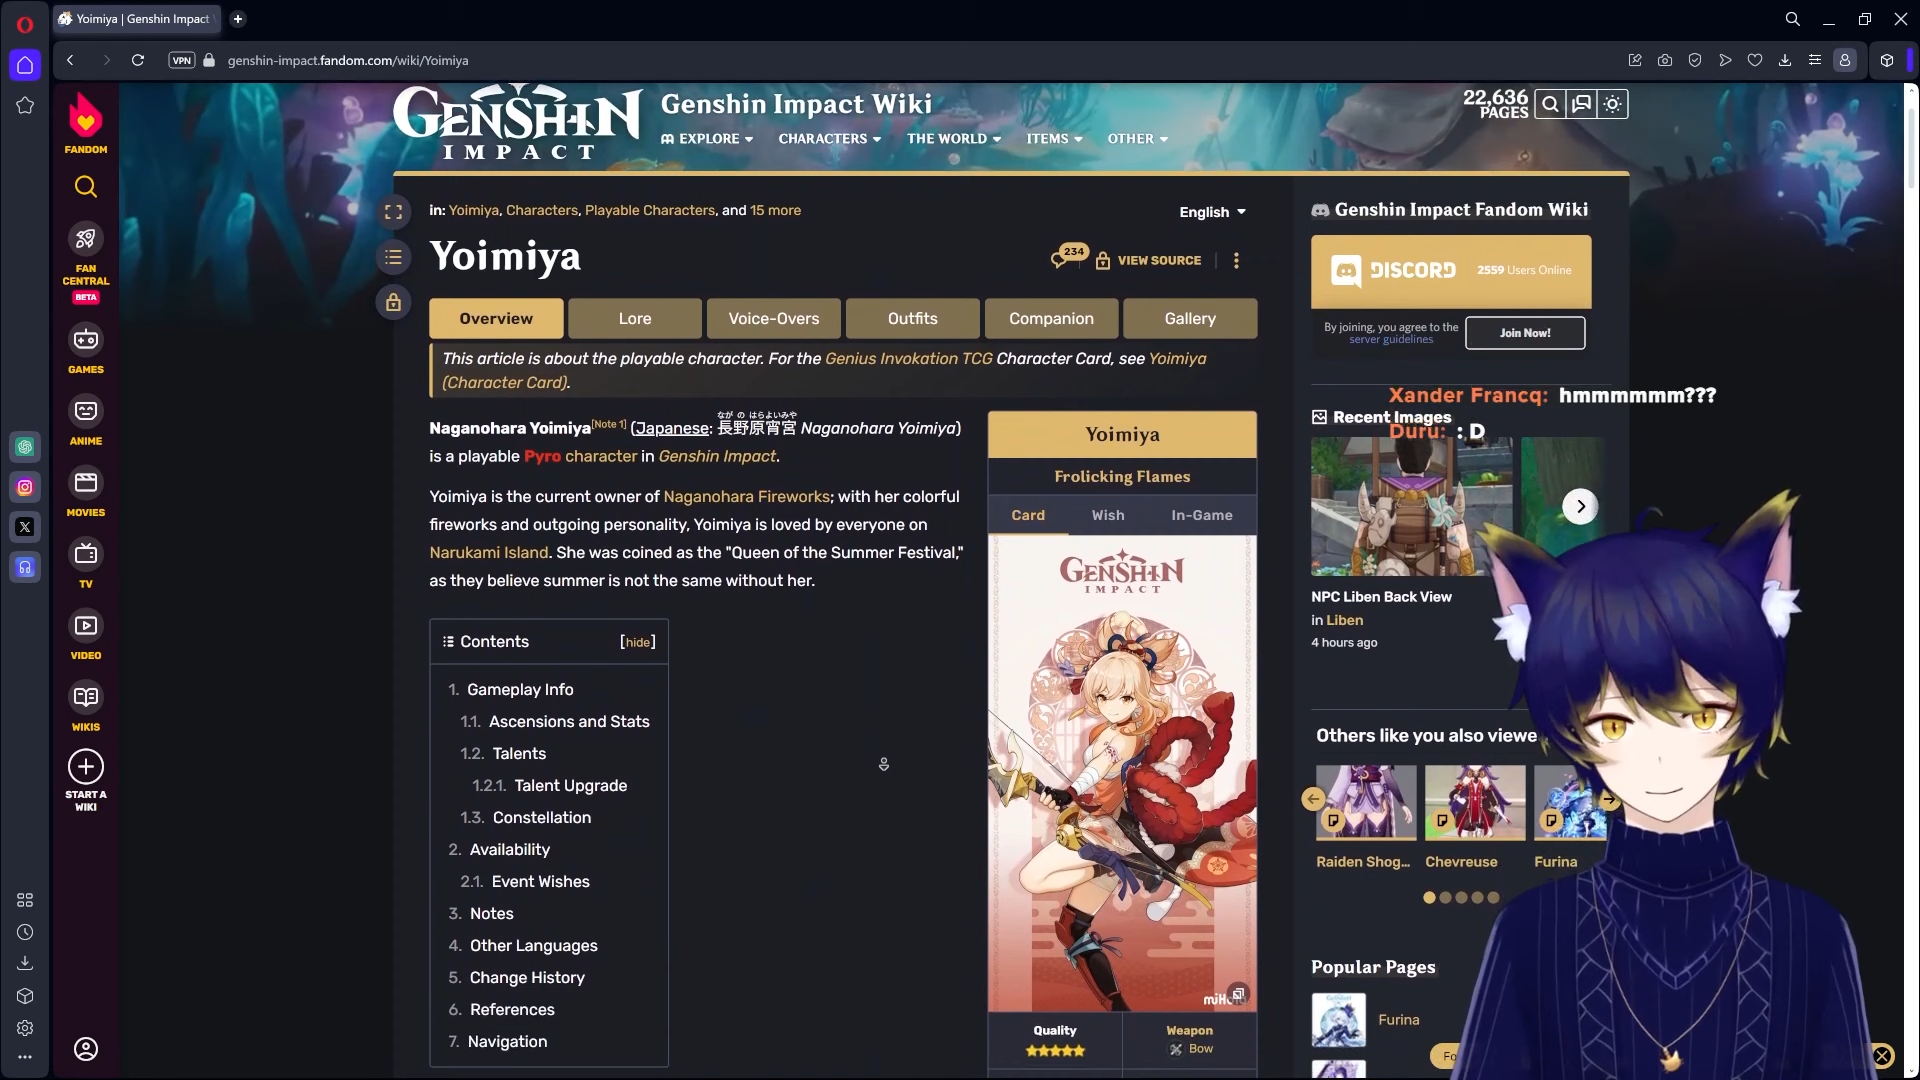 Yoimiya | Genshin Impact
VPN
genshin-impact.fandom.com/wiki/Yoimiya
FANDOM
FAN
CENTRAL
BETA
GAMES
ANIME
MOVIES
TV
VIDEO
WIKIS
START A
WIKI
GENSHIN
IMPACT
Genshin Impact Wiki
EXPLORE
CHARACTERS
THE WORLD
ITEMS
OTHER
22,636
PAGES
in: Yoimiya, Characters, Playable Characters, and 15 more
English
Yoimiya
234
VIEW SOURCE
Overview
Lore
Voice-Overs
Outfits
Companion
Gallery
This article is about the playable character. For the Genius Invokation TCG Character Card, see Yoimiya
(Character Card).
なが の はらよいみや
Naganohara Yoimiya[Note 1] (Japanese: 長野原宵宮 Naganohara Yoimiya)
is a playable Pyro character in Genshin Impact.
Yoimiya is the current owner of Naganohara Fireworks; with her colorful
fireworks and outgoing personality, Yoimiya is loved by everyone on
Narukami Island. She was coined as the "Queen of the Summer Festival,"
as they believe summer is not the same without her.
Contents [hide]
1. Gameplay Info
1.1. Ascensions and Stats
1.2. Talents
1.2.1. Talent Upgrade
1.3. Constellation
2. Availability
2.1. Event Wishes
3. Notes
4. Other Languages
5. Change History
6. References
7. Navigation
Yoimiya
Frolicking Flames
Card
Wish
In-Game
GENSHIN
IMPACT
Quality
Weapon
Bow
Genshin Impact Fandom Wiki
DISCORD
2559 Users Online
By joining, you agree to the
server guidelines
Join Now!
Xander Francq: hmmmmmm???
Recent Images
Duru: : D
NPC Liben Back View
in Liben
4 hours ago
Others like you also viewe
Raiden Shog...
Chevreuse
Furina
Popular Pages
Furina